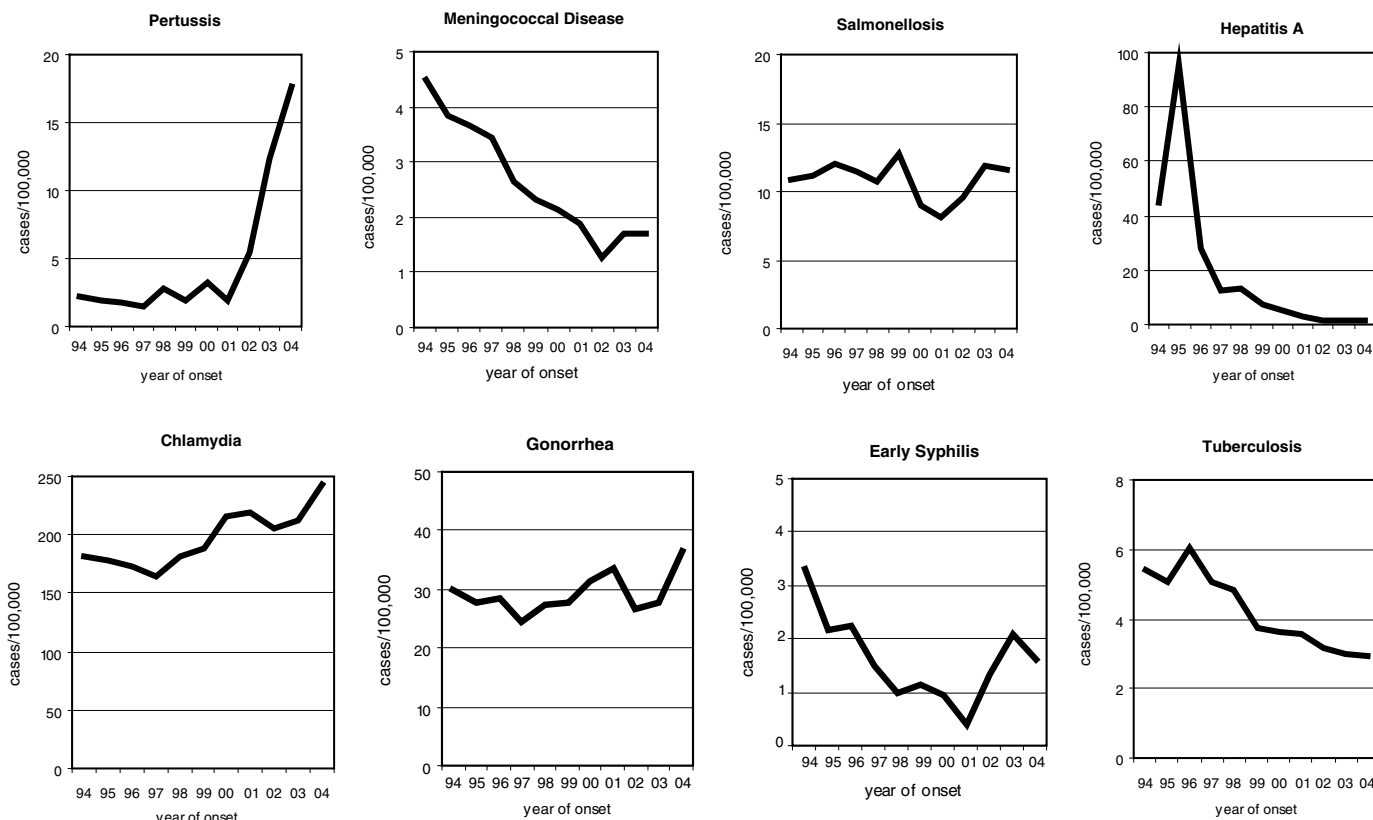 Pertussis
20
15
10
5
0
cases/100,000
94 95 96 97 98 99 00 01 02 03 04
year of onset
Meningococcal Disease
5
4
3
2
1
0
cases/100,000
94 95 96 97 98 99 00 01 02 03 04
year of onset
Salmonellosis
20
15
10
5
0
cases/100,000
94 95 96 97 98 99 00 01 02 03 04
year of onset
Hepatitis A
100
80
60
40
20
0
cases/100,0000
94 95 96 97 98 99 00 01 02 03 04
year of onset
Chlamydia
250
200
150
100
50
0
cases/100,000
94 95 96 97 98 99 00 01 02 03 04
year of onset
Gonorrhea
50
40
30
20
10
0
cases/100,000
94 95 96 97 98 99 00 01 02 03 04
year of onset
Early Syphilis
5
4
3
2
1
0
cases/100,000
94 95 96 97 98 99 00 01 02 03 04
year of onset
Tuberculosis
8
6
4
2
0
cases/100,000
94 95 96 97 98 99 00 01 02 03 04
year of onset